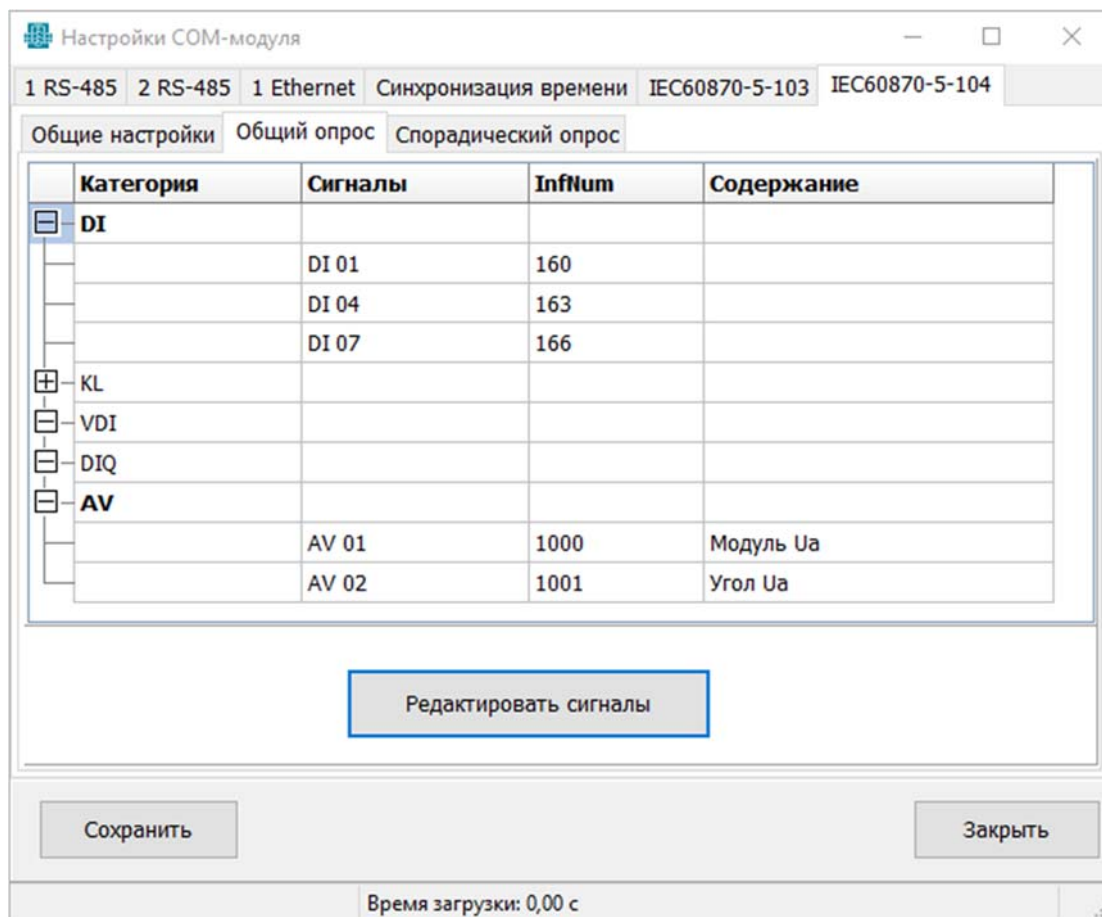 Настройки COM-модуля
1 RS-485 2 RS-485 1 Ethernet Синхронизация времени IEC60870-5-103 IEC60870-5-104
Общие настройки Общий опрос Спорадический опрос
Категория Сигналы InfNum Содержание
DI
DI 01 160
DI 04 163
DI 07 166
KL
VDI
DIQ
AV
AV 01 1000 Модуль Ua
AV 02 1001 Угол Ua
Редактировать сигналы
Сохранить Закрыть
Время загрузки: 0,00 с